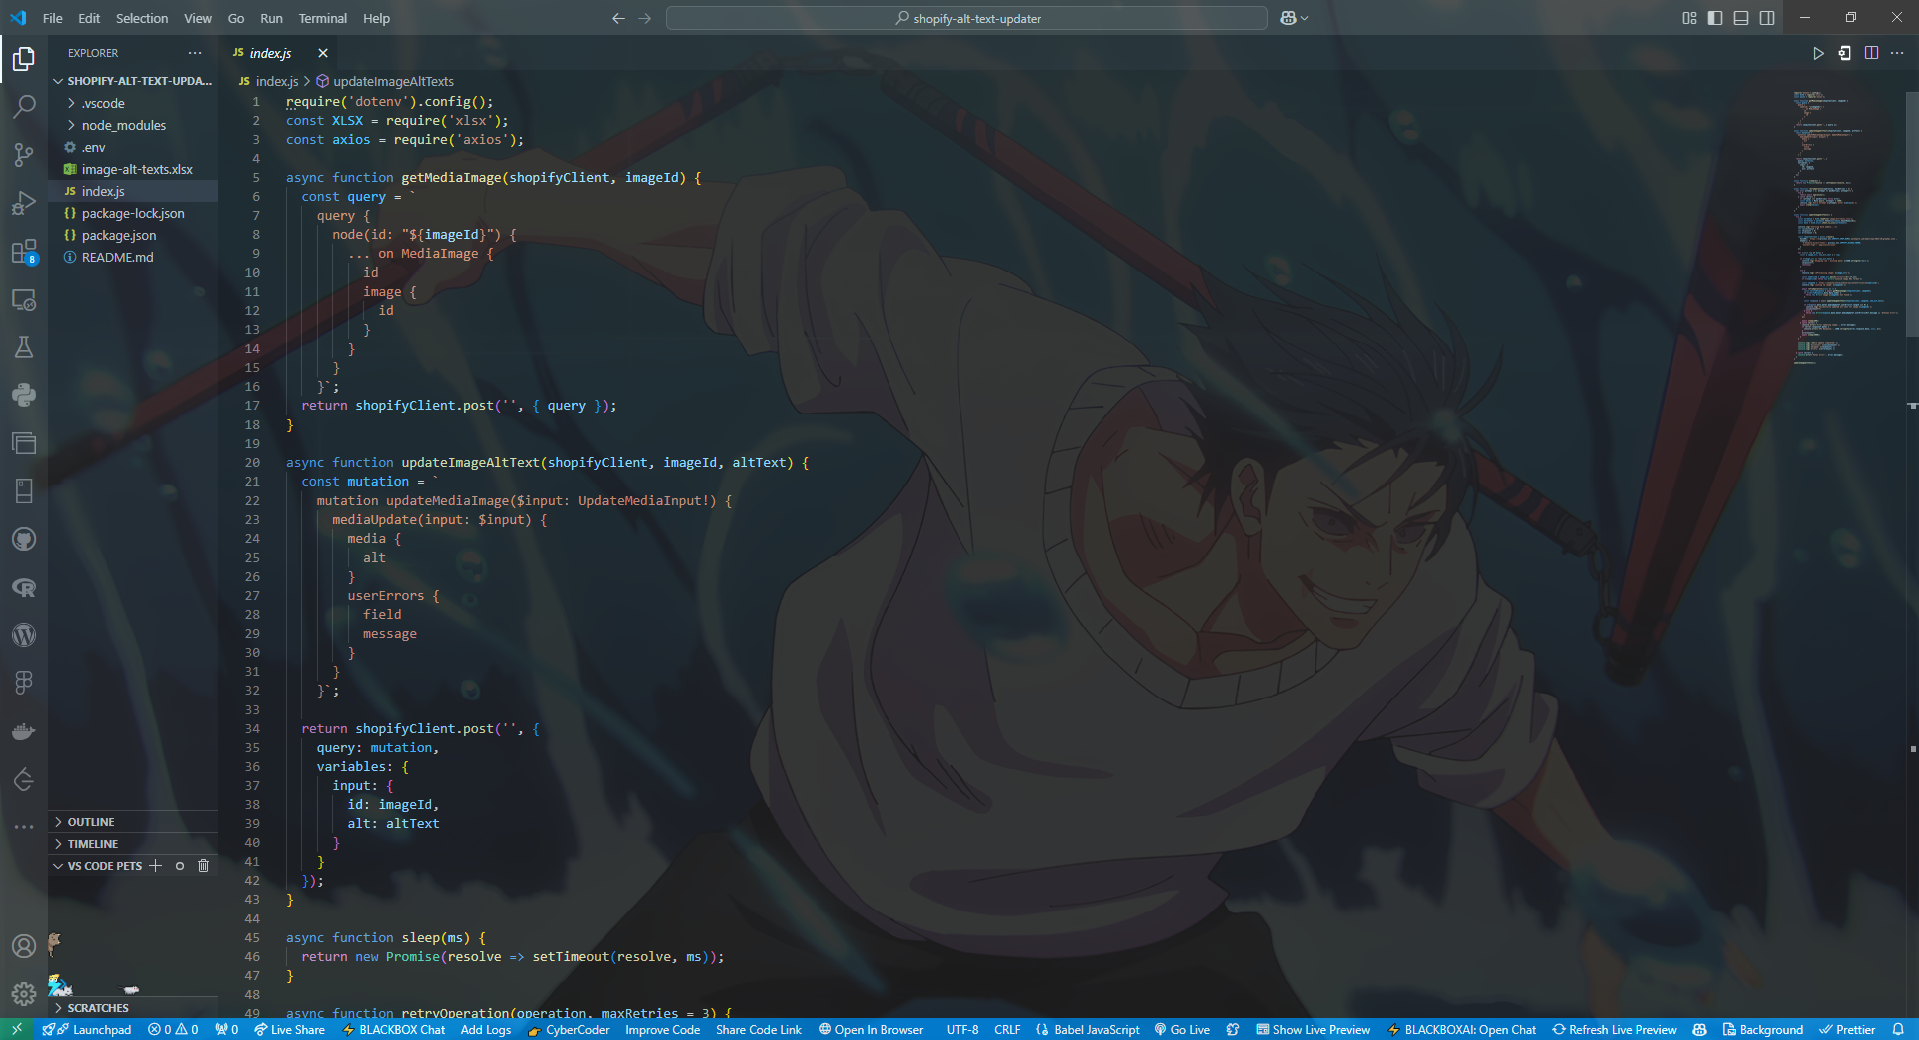 File Edit Selection View Go Run Terminal Help
shopify-alt-text-updater
EXPLORER
SHOPIFY-ALT-TEXT-UPDA...
.vscode
node_modules
.env
image-alt-texts.xlsx
JS index.js
package-lock.json
package.json
README.md
8
OUTLINE
TIMELINE
VS CODE PETS
SCRATCHES
JS index.js
JS index.js > updateImageAltTexts
1 require('dotenv').config();
2 const XLSX = require('xlsx');
3 const axios = require('axios');
4
5 async function getMediaImage(shopifyClient, imageId) {
6 const query = `
7 query {
8 node(id: "${imageId}") {
9 ... on MediaImage {
10 id
11 image {
12 id
13 }
14 }
15 }
16 }`;
17 return shopifyClient.post('', { query });
18 }
19
20 async function updateImageAltText(shopifyClient, imageId, altText) {
21 const mutation = `
22 mutation updateMediaImage($input: UpdateMediaInput!) {
23 mediaUpdate(input: $input) {
24 media {
25 alt
26 }
27 userErrors {
28 field
29 message
30 }
31 }
32 }`;
33
34 return shopifyClient.post('', {
35 query: mutation,
36 variables: {
37 input: {
38 id: imageId,
39 alt: altText
40 }
41 }
42 });
43 }
44
45 async function sleep(ms) {
46 return new Promise(resolve => setTimeout(resolve, ms));
47 }
48
49 async function retryOperation(operation, maxRetries = 3) {
Launchpad 0 0 0 Live Share BLACKBOX Chat Add Logs CyberCoder Improve Code Share Code Link Open In Browser UTF-8 CRLF Babel JavaScript Go Live Show Live Preview BLACKBOXAI: Open Chat Refresh Live Preview Background Prettier